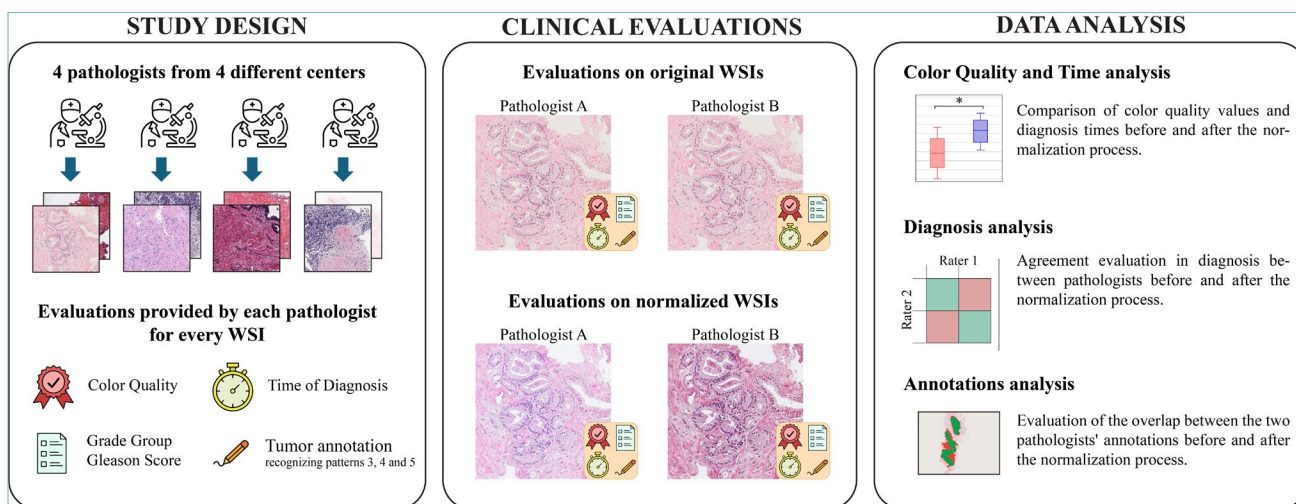 STUDY DESIGN
4 pathologists from 4 different centers
Evaluations provided by each pathologist
for every WSI
Color Quality
Time of Diagnosis
Grade Group
Gleason Score
Tumor annotation
recognizing patterns 3, 4 and 5
CLINICAL EVALUATIONS
Evaluations on original WSIs
Pathologist A
Pathologist B
Evaluations on normalized WSIs
Pathologist A
Pathologist B
DATA ANALYSIS
Color Quality and Time analysis
*
Comparison of color quality values and
diagnosis times before and after the nor-
malization process.
Diagnosis analysis
Rater 1
Rater 2
Agreement evaluation in diagnosis be-
tween pathologists before and after the
normalization process.
Annotations analysis
Evaluation of the overlap between the two
pathologists' annotations before and after
the normalization process.